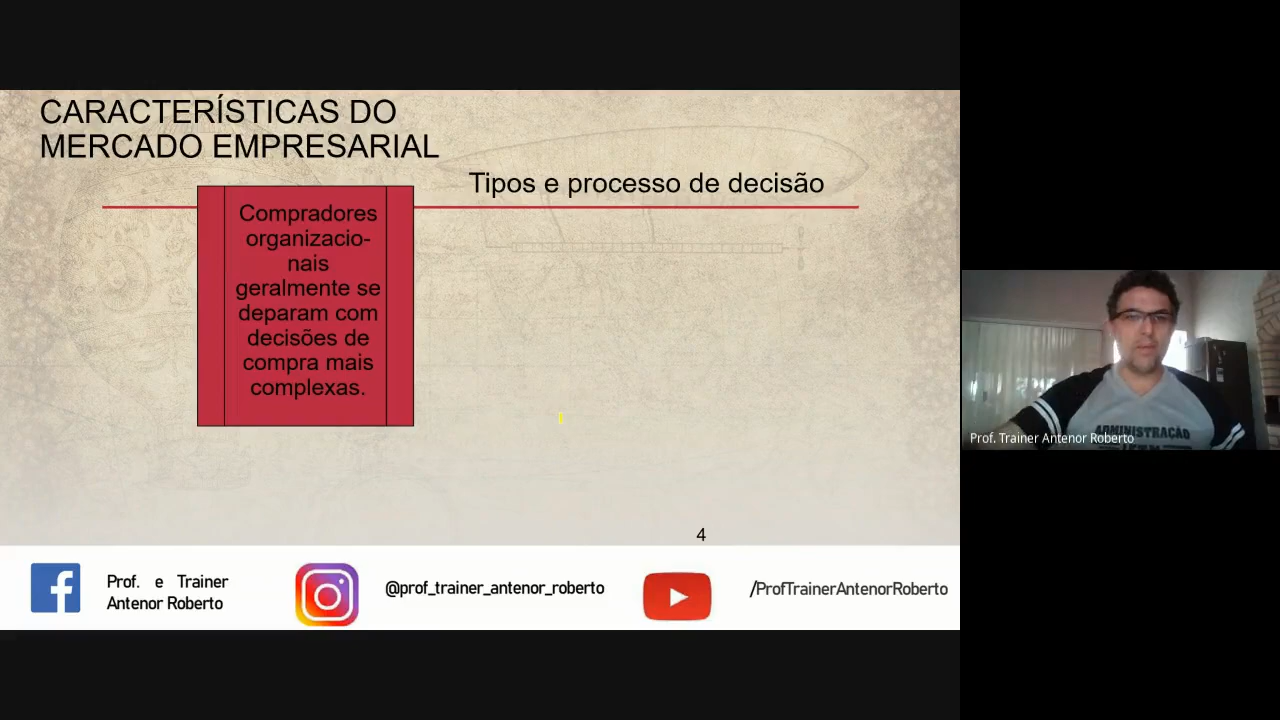 CARACTERÍSTICAS DO
MERCADO EMPRESARIAL
Tipos e processo de decisão
Compradores
organizacio-
nais
geralmente se
deparam com
decisões de
compra mais
complexas.
4
Prof. e Trainer
Antenor Roberto
@prof_trainer_antenor_roberto
/ProfTrainerAntenorRoberto
ADMINISTRAÇÃO
Prof. Trainer Antenor Roberto